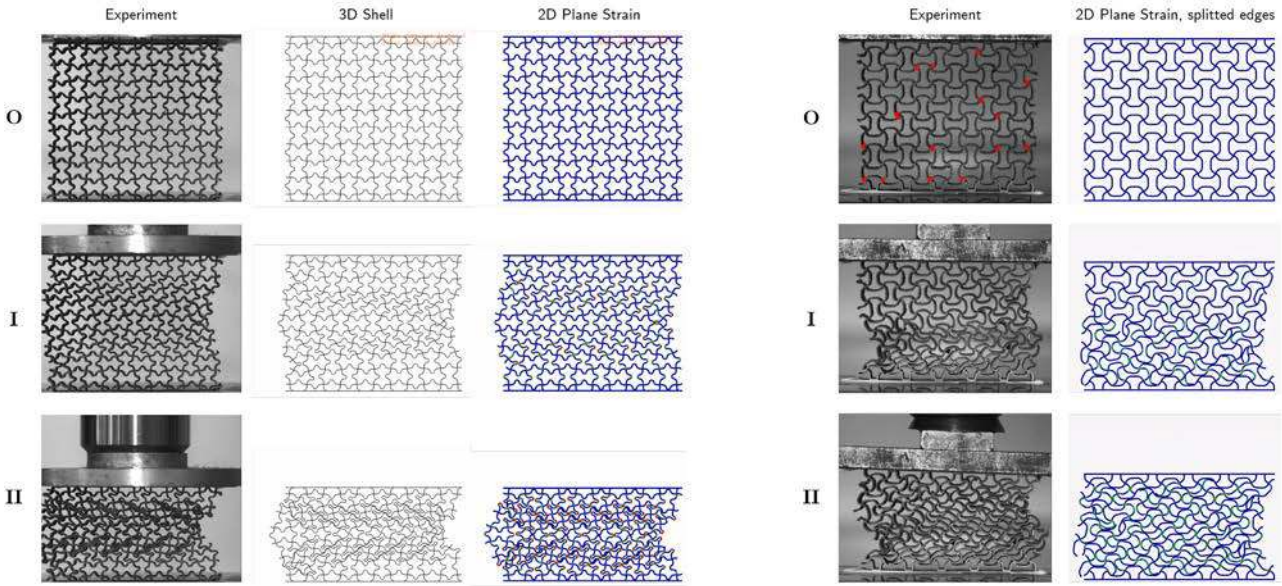 Experiment 3D Shell 2D Plane Strain Experiment 2D Plane Strain, splitted edges
O O
I I
II II